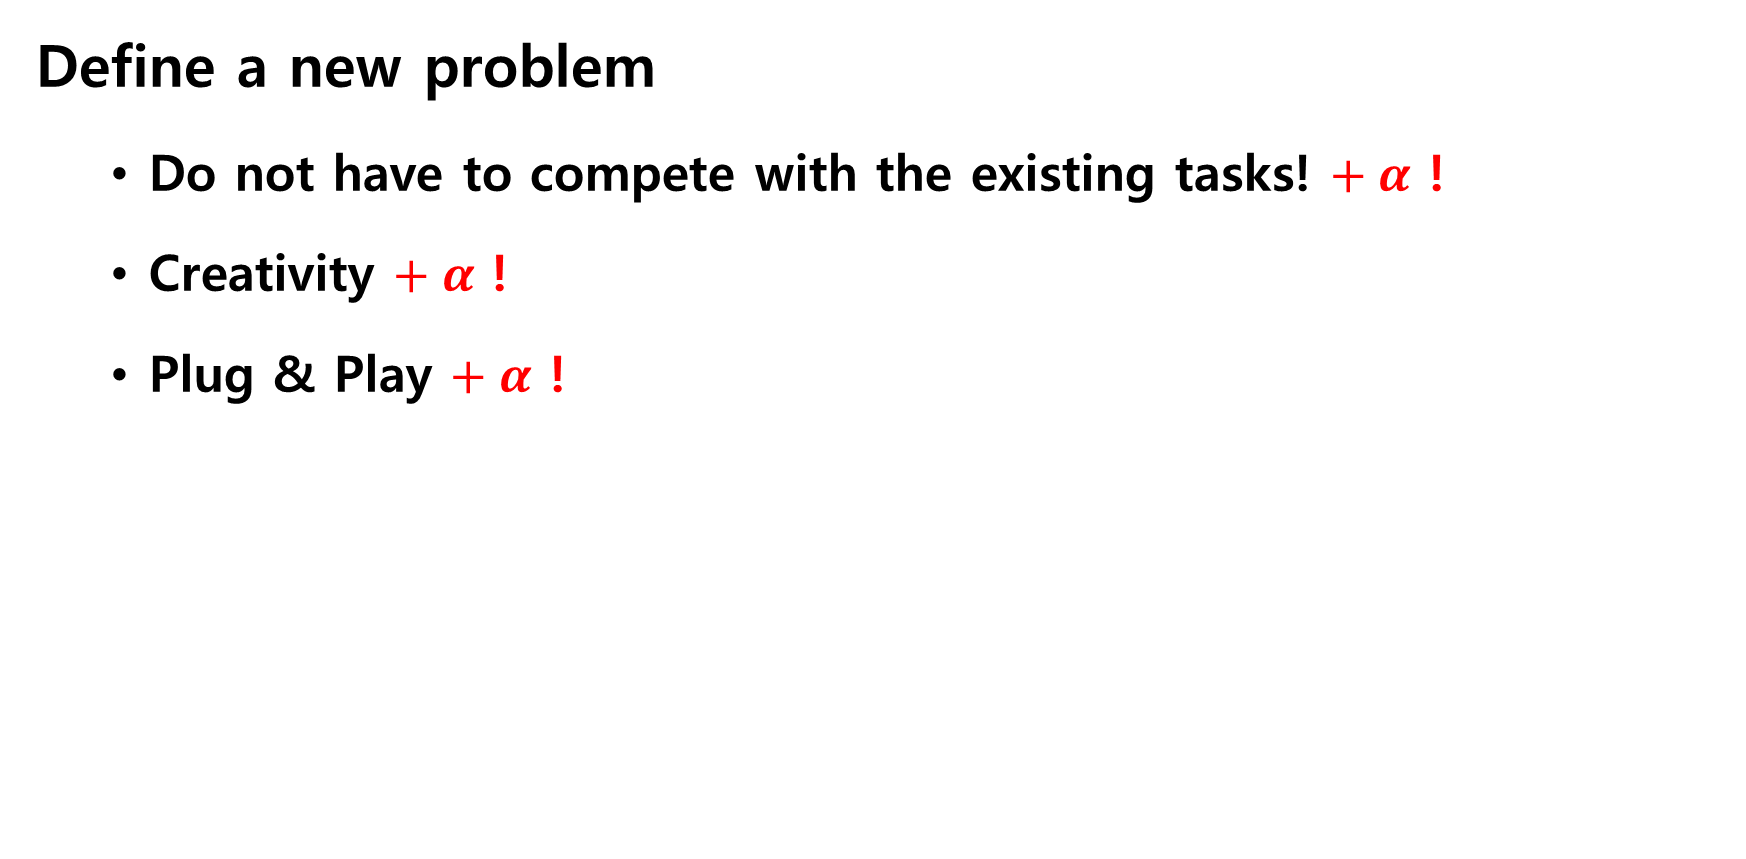 Define a new problem
• Do not have to compete with the existing tasks! + α !
• Creativity + α !
• Plug & Play + α !